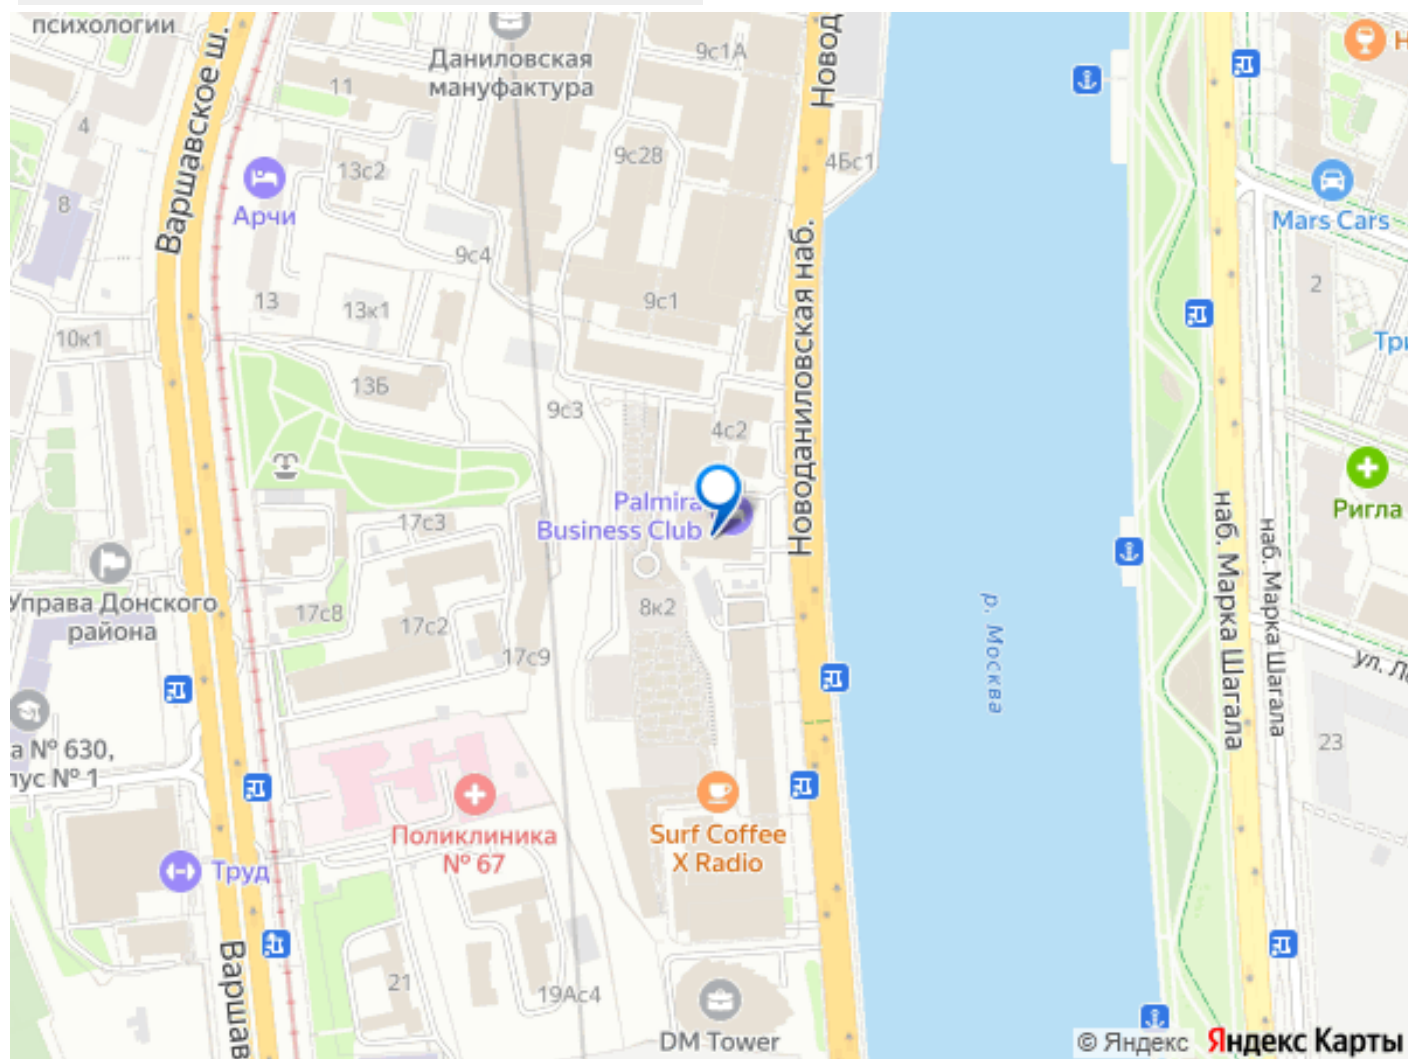 психологии
Даниловская
мануфактура
9с1А
Новод
Н
11
4
9с28
4Бс1
13с2
Варшавское ш.
Арчи
8
Mars Cars
9с4
13
13к1
9с1
2
10к1
Три
13Б
9с3
4с2
Новоданиловская наб.
Palmira
Business Club
Ригла
17с3
наб. Марка Шагала
наб. Марка Шагала
Управа Донского
района
17с8
17с2
8к2
р. Москва
17с9
ул. Ле
а № 630,
пус № 1
23
Поликлиника
№ 67
Surf Coffee
X Radio
Труд
Варшав
21
19Ас4
DM Tower
© Яндекс Яндекс Карты